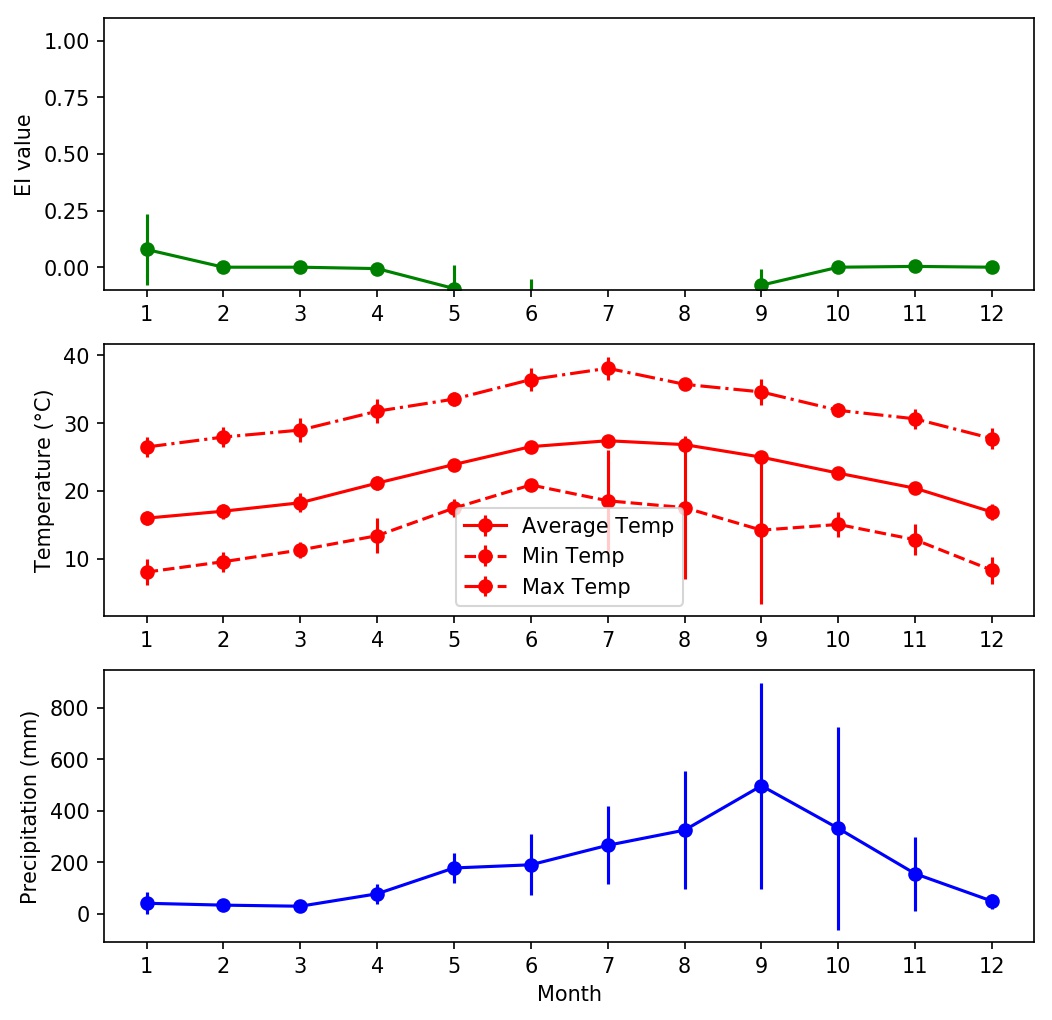 EI value
1.00
0.75
0.50
0.25
0.00
1 2 3 4 5 6 7 8 9 10 11 12
Temperature (°C)
40
30
20
10
Average Temp
Min Temp
Max Temp
1 2 3 4 5 6 7 8 9 10 11 12
Precipitation (mm)
800
600
400
200
0
1 2 3 4 5 6 7 8 9 10 11 12
Month